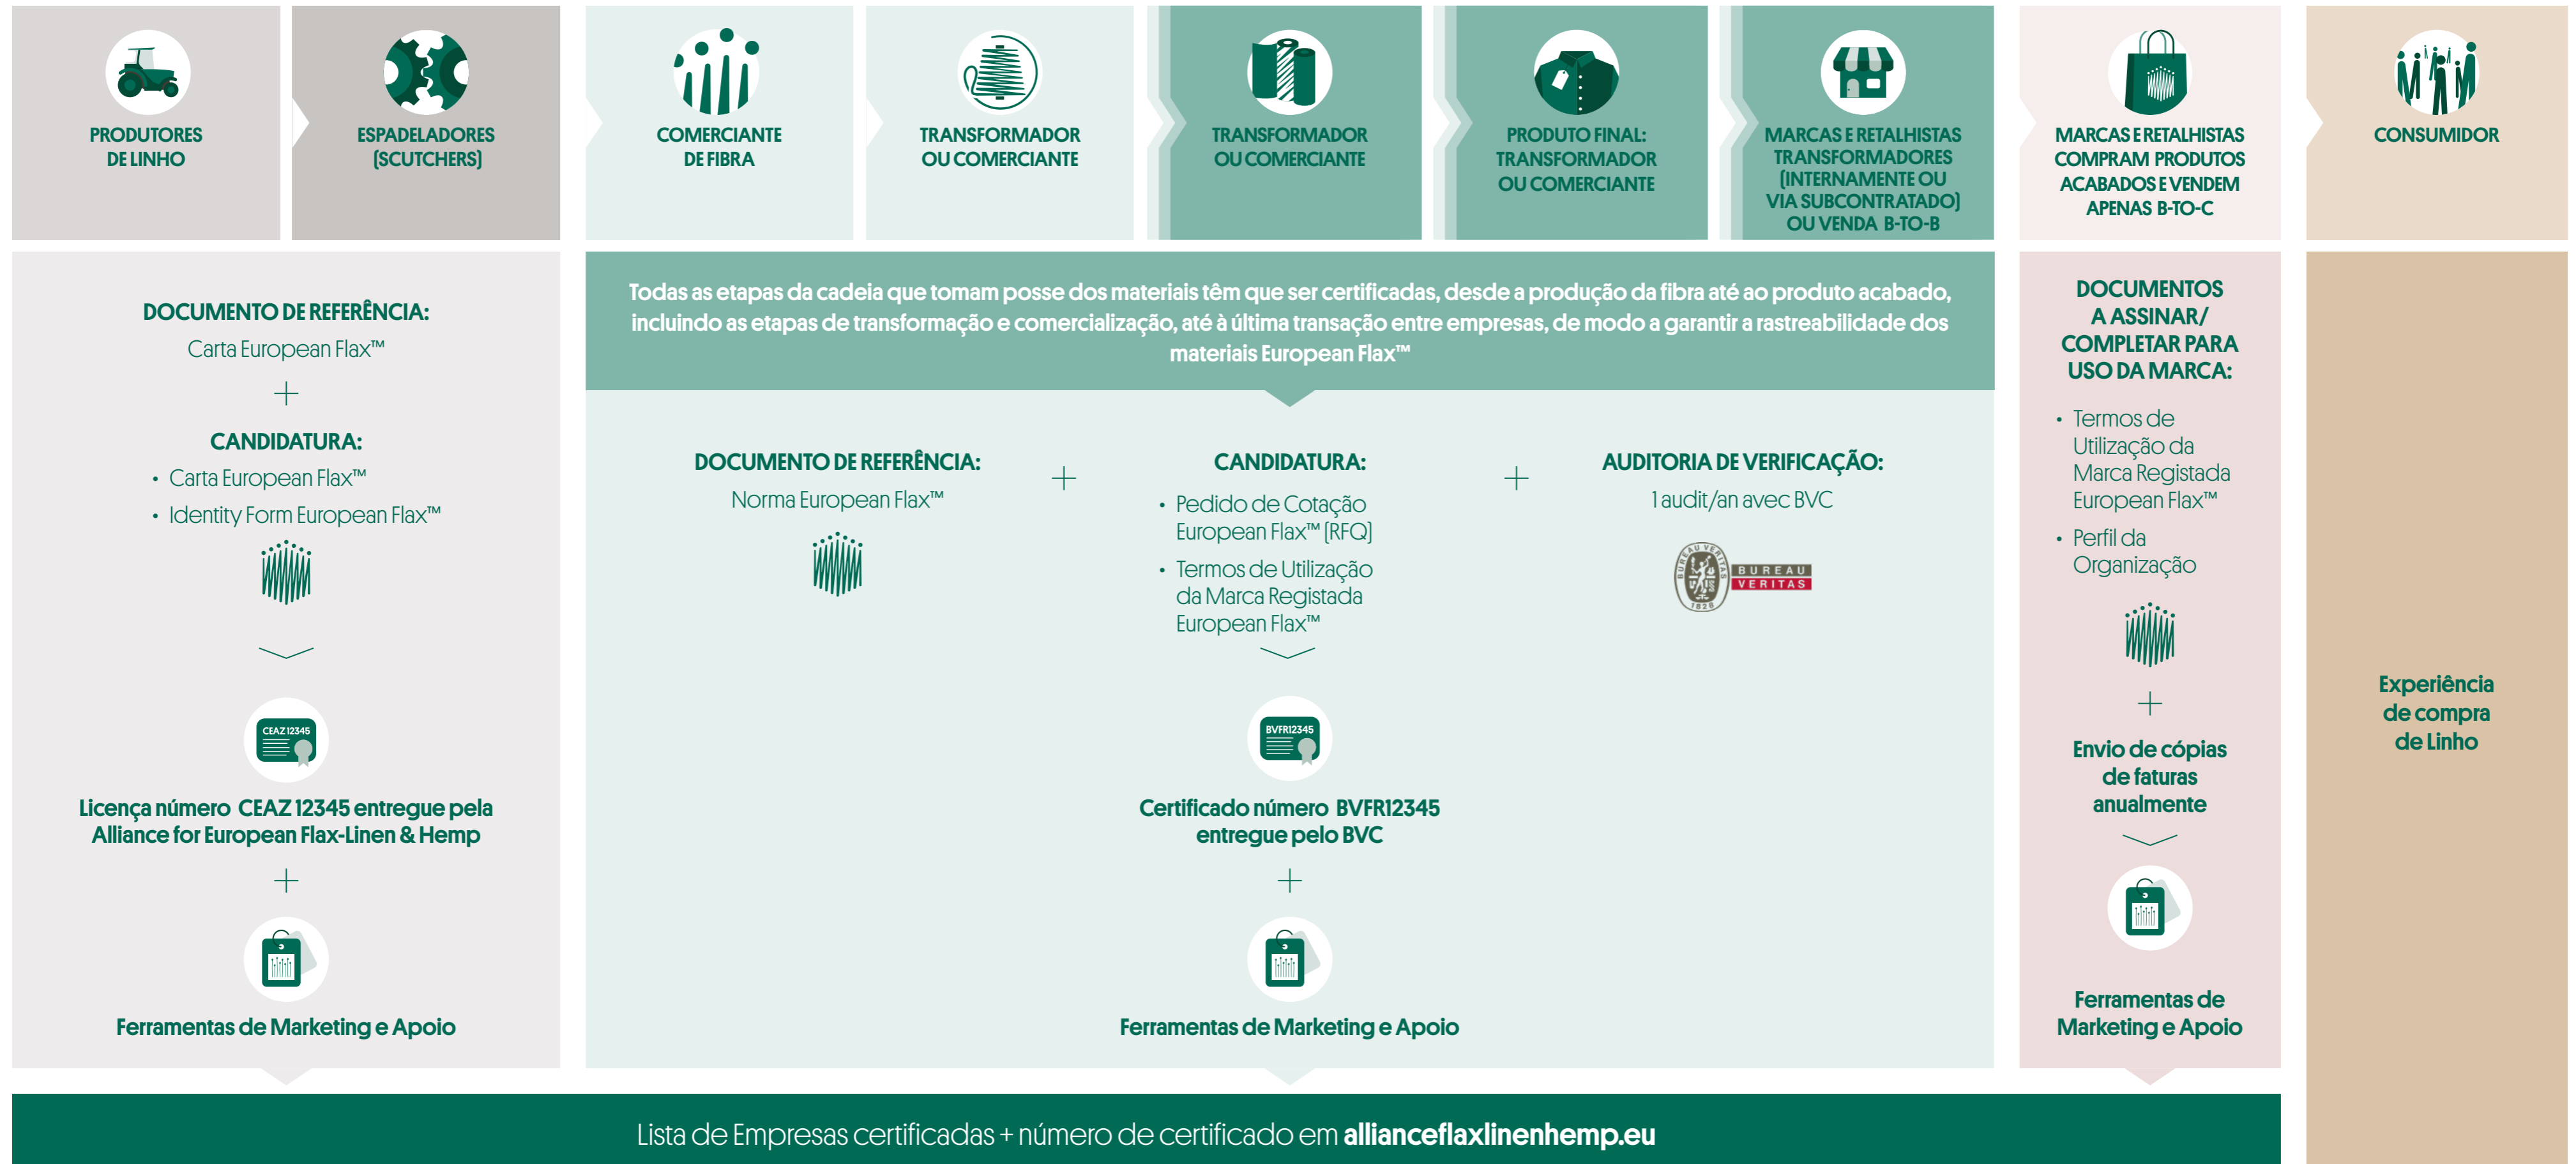 PRODUTORES
DE LINHO
ESPADELADORES
(SCUTCHERS)
COMERCIANTE
DE FIBRA
TRANSFORMADOR
OU COMERCIANTE
TRANSFORMADOR
OU COMERCIANTE
PRODUTO FINAL:
TRANSFORMADOR
OU COMERCIANTE
MARCAS E RETALHISTAS
TRANSFORMADORES
(INTERNAMENTE OU
VIA SUBCONTRATADO)
OU VENDA B-TO-B
MARCAS E RETALHISTAS
COMPRAM PRODUTOS
ACABADOS E VENDEM
APENAS B-TO-C
CONSUMIDOR
DOCUMENTO DE REFERÊNCIA:
Carta European Flax™
+
CANDIDATURA:
• Carta European Flax™
• Identity Form European Flax™
CEAZ 12345
Licença número CEAZ 12345 entregue pela
Alliance for European Flax-Linen & Hemp
+
Ferramentas de Marketing e Apoio
Todas as etapas da cadeia que tomam posse dos materiais têm que ser certificadas, desde a produção da fibra até ao produto acabado,
incluindo as etapas de transformação e comercialização, até à última transação entre empresas, de modo a garantir a rastreabilidade dos
materiais European Flax™
DOCUMENTO DE REFERÊNCIA:
Norma European Flax™
+
CANDIDATURA:
• Pedido de Cotação
European Flax™ (RFQ)
• Termos de Utilização
da Marca Registada
European Flax™
+
AUDITORIA DE VERIFICAÇÃO:
1 audit/an avec BVC
BUREAU VERITAS
1828
BUREAU
VERITAS
BVFR12345
Certificado número BVFR12345
entregue pelo BVC
+
Ferramentas de Marketing e Apoio
DOCUMENTOS
A ASSINAR/
COMPLETAR PARA
USO DA MARCA:
• Termos de
Utilização da
Marca Registada
European Flax™
• Perfil da
Organização
+
Envio de cópias
de faturas
anualmente
Ferramentas de
Marketing e Apoio
Experiência
de compra
de Linho
Lista de Empresas certificadas + número de certificado em allianceflaxlinenhemp.eu